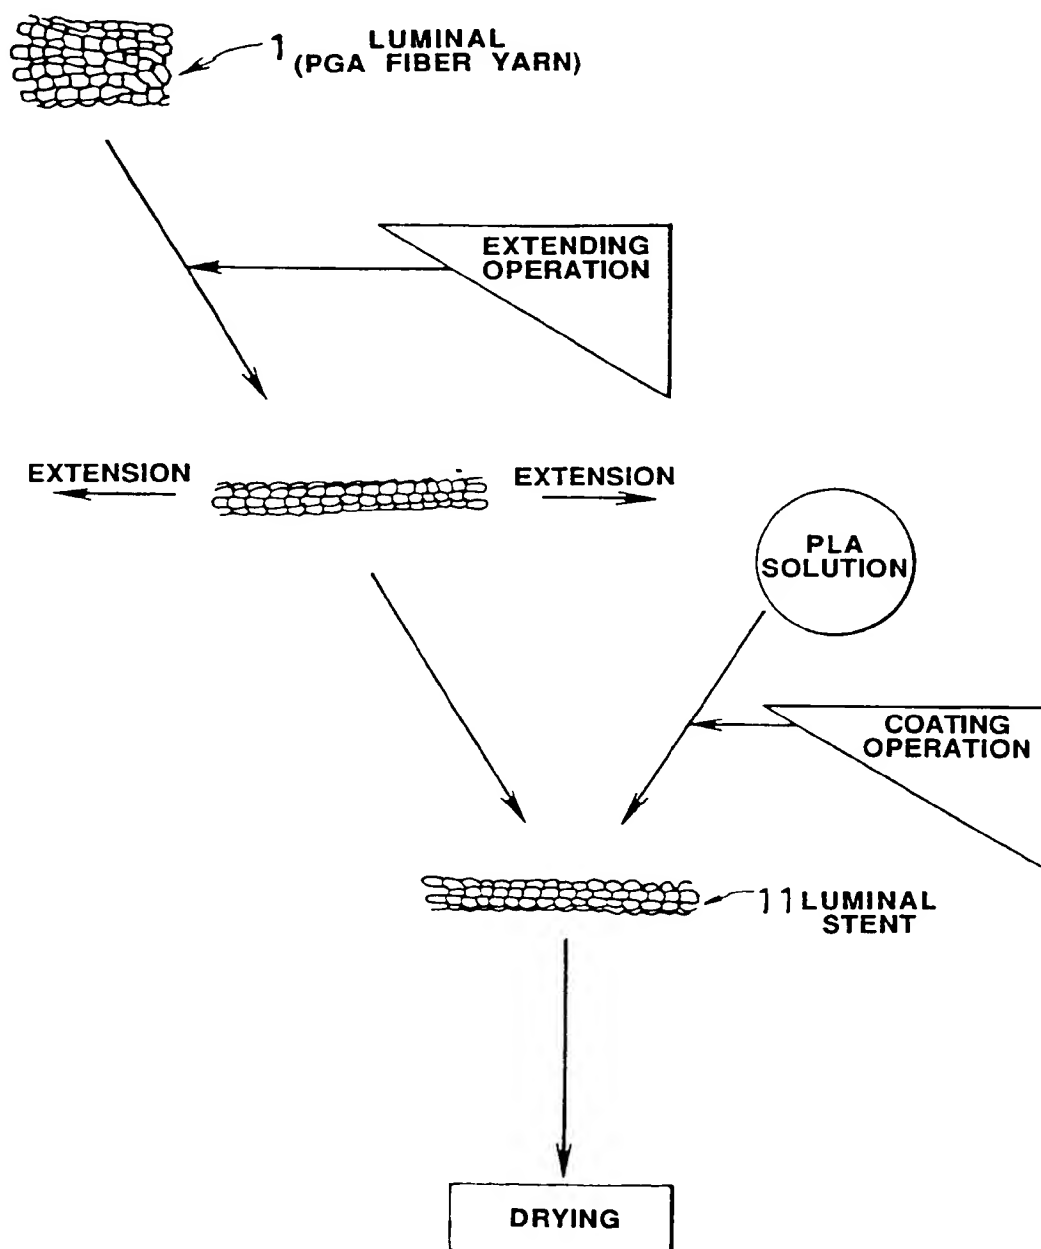 1 LUMINAL
(PGA FIBER YARN)
EXTENDING
OPERATION
EXTENSION
EXTENSION
PLA
SOLUTION
COATING
OPERATION
11 LUMINAL
STENT
DRYING